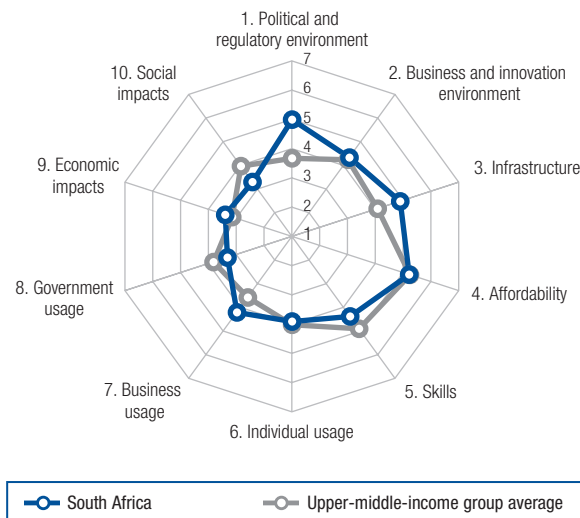 1. Political and
regulatory environment
2. Business and innovation
environment
3. Infrastructure
4. Affordability
5. Skills
6. Individual usage
7. Business
usage
8. Government
usage
9. Economic
impacts
10. Social
impacts
7
6
5
4
3
2
1
South Africa
Upper-middle-income group average